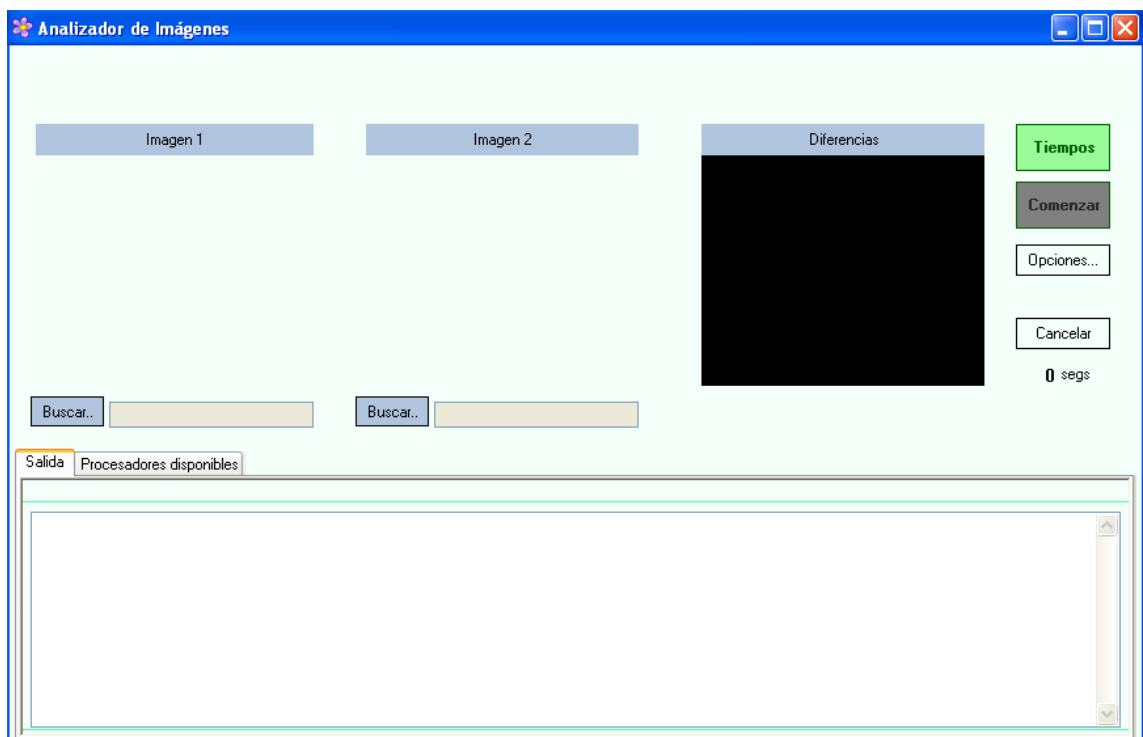 Analizador de Imágenes
Imagen 1
Imagen 2
Diferencias
Tiempos
Comenzar
Opciones...
Cancelar
0 segs
Buscar..
Buscar..
Salida
Procesadores disponibles